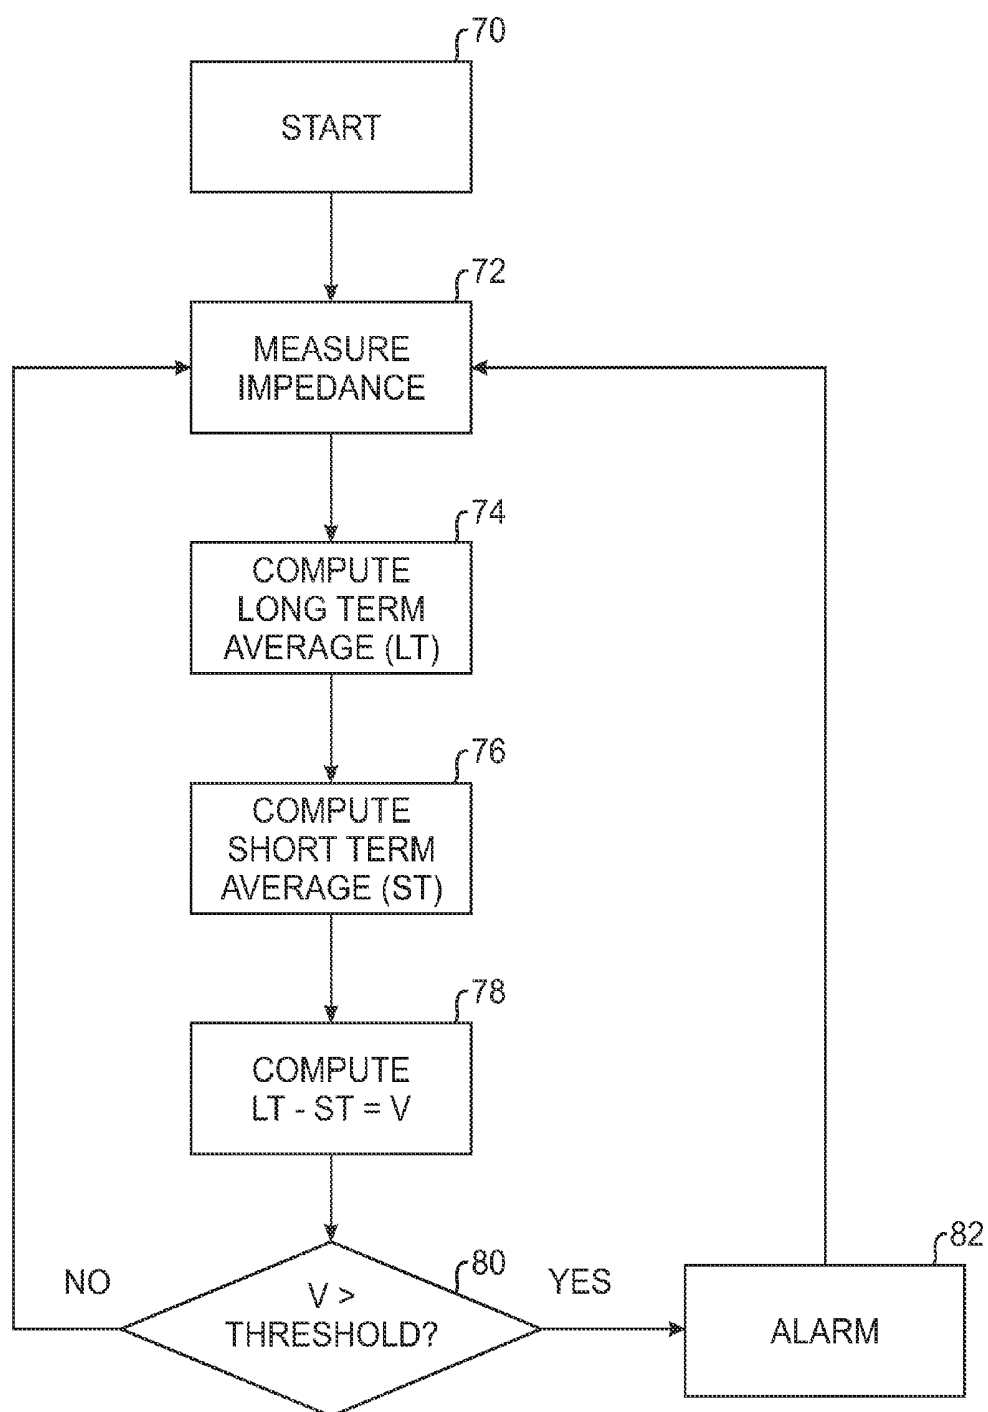 70
START
72
MEASURE
IMPEDANCE
74
COMPUTE
LONG TERM
AVERAGE (LT)
76
COMPUTE
SHORT TERM
AVERAGE (ST)
78
COMPUTE
LT - ST = V
80
V >
THRESHOLD?
NO
YES
82
ALARM